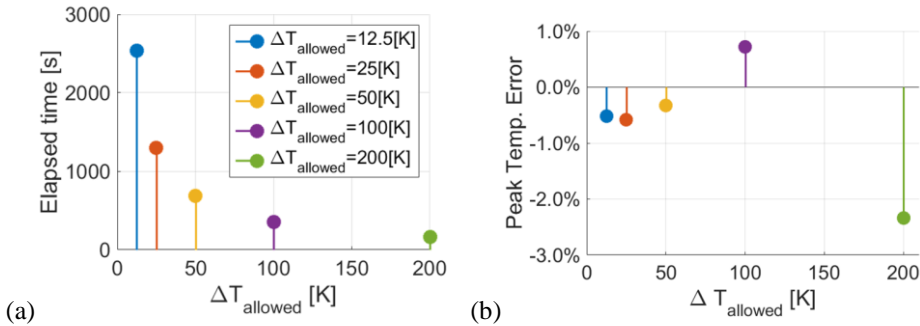 3000
2000
1000
0
Elapsed time [s]
0 50 100 150 200
ΔT_allowed [K]
ΔT_allowed=12.5[K]
ΔT_allowed=25[K]
ΔT_allowed=50[K]
ΔT_allowed=100[K]
ΔT_allowed=200[K]
(a)
1.0%
0.0%
-1.0%
-2.0%
-3.0%
Peak Temp. Error
0 50 100 150 200
Δ T_allowed [K]
(b)